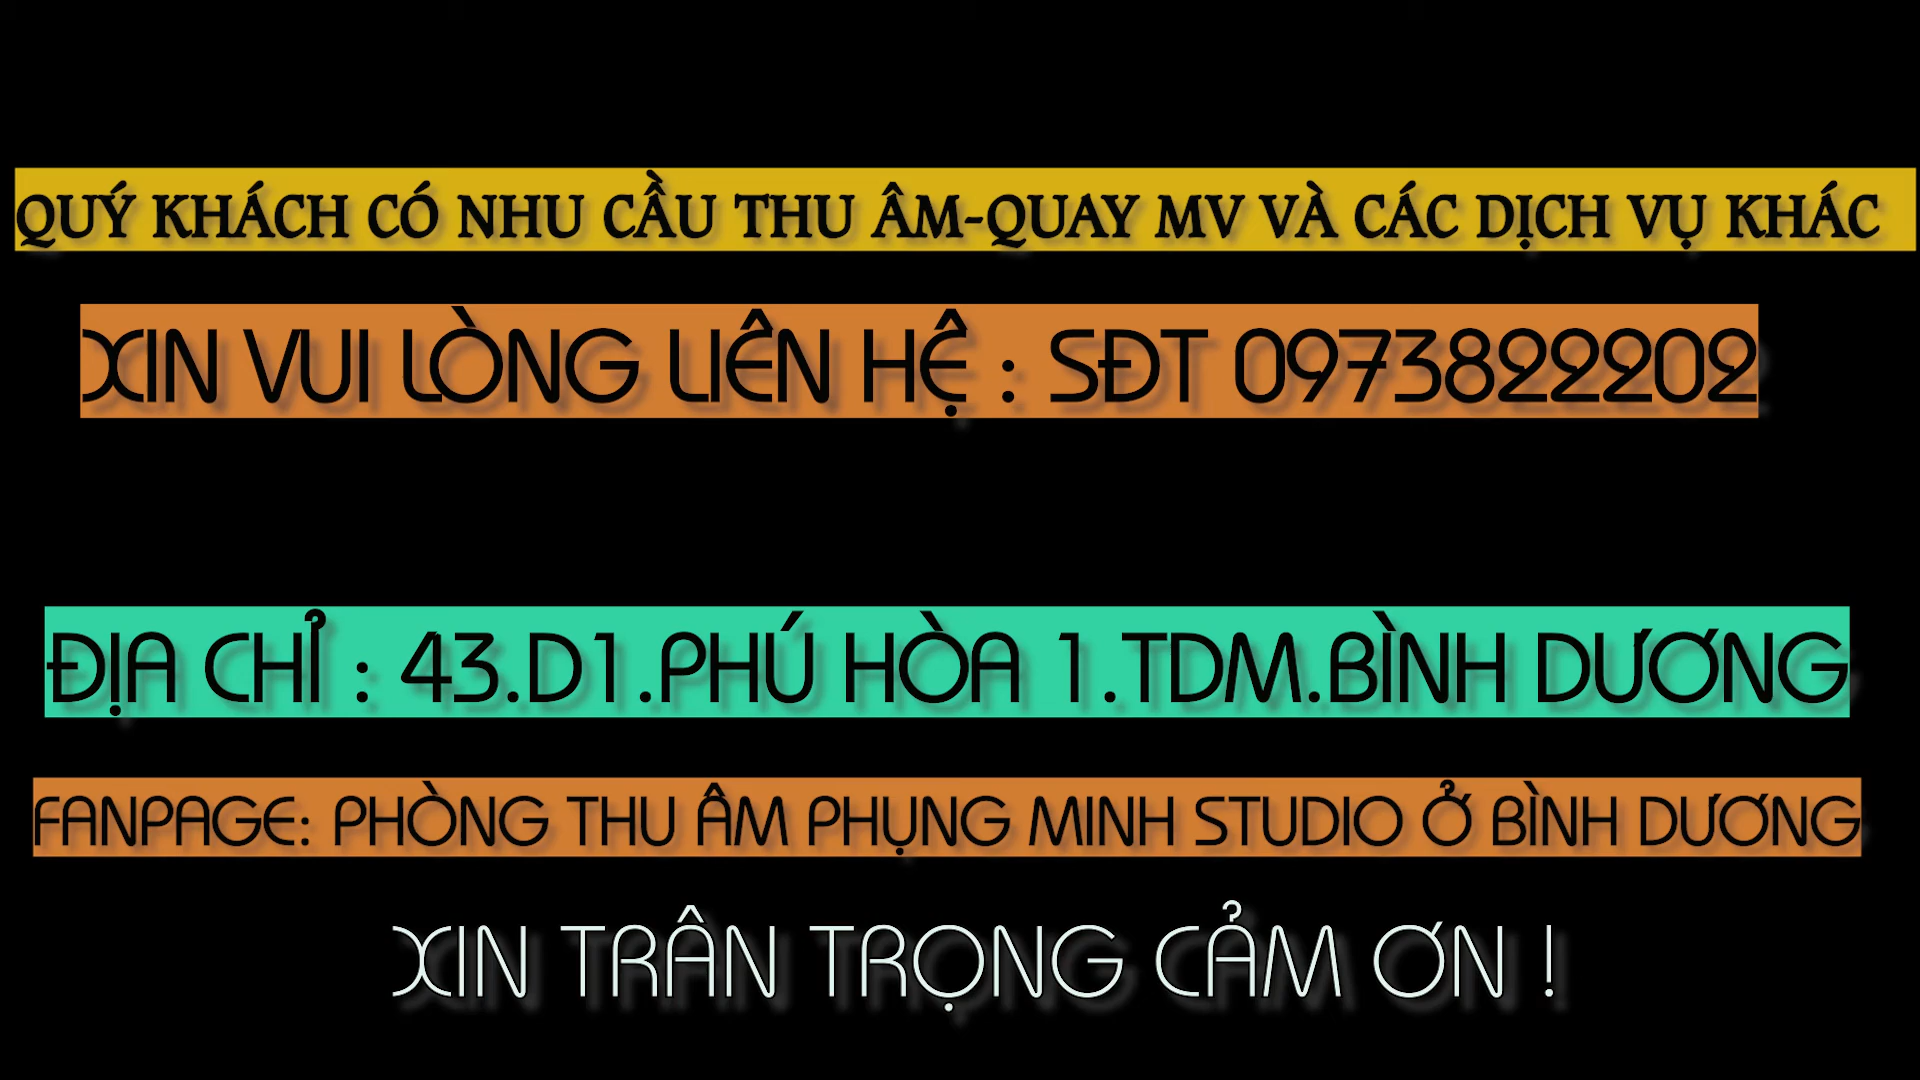 QUÝ KHÁCH CÓ NHU CẦU THU ÂM-QUAY MV VÀ CÁC DỊCH VỤ KHÁC
XIN VUI LÒNG LIÊN HỆ : SĐT 0973822202
ĐỊA CHỈ : 43.D1.PHÚ HÒA 1.TDM.BÌNH DƯƠNG
FANPAGE: PHÒNG THU ÂM PHỤNG MINH STUDIO Ở BÌNH DƯƠNG
XIN TRÂN TRỌNG CẢM ƠN !